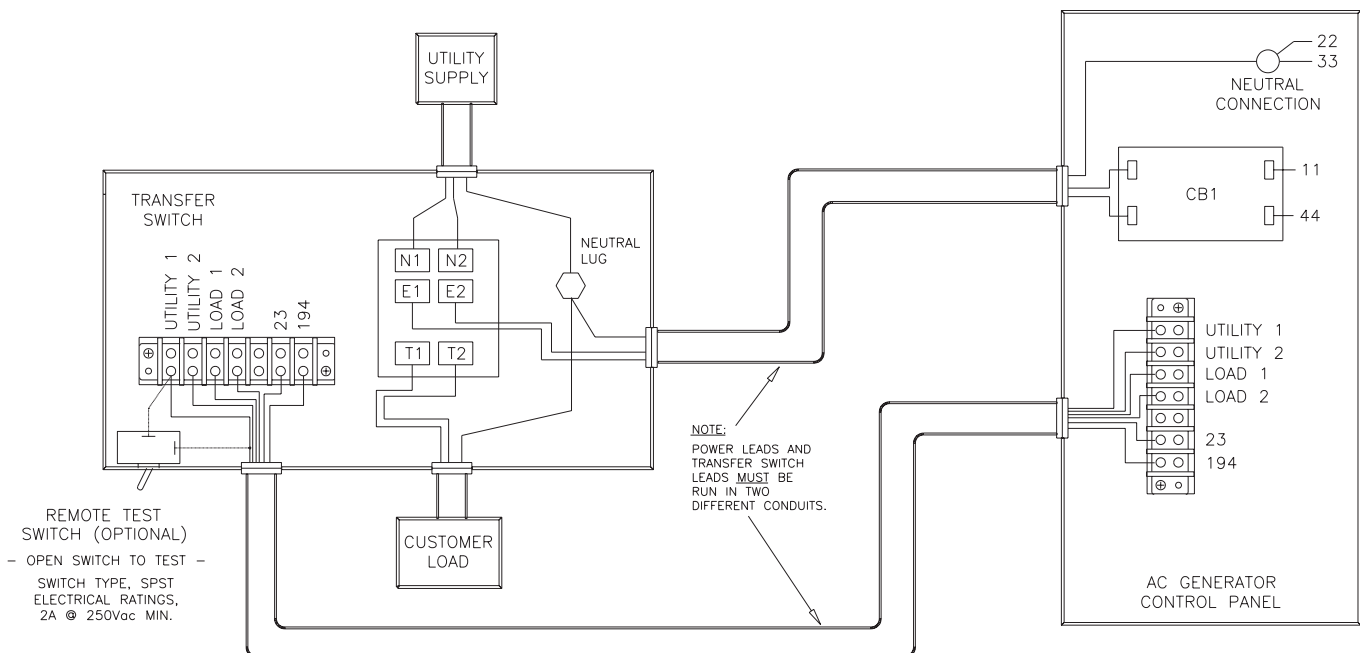 UTILITY
SUPPLY
TRANSFER
SWITCH
UTILITY 1
UTILITY 2
LOAD 1
LOAD 2
23
194
N1
N2
E1
E2
T1
T2
NEUTRAL
LUG
REMOTE TEST
SWITCH (OPTIONAL)
– OPEN SWITCH TO TEST –
SWITCH TYPE, SPST
ELECTRICAL RATINGS,
2A @ 250Vac MIN.
CUSTOMER
LOAD
NOTE:
POWER LEADS AND
TRANSFER SWITCH
LEADS MUST BE
RUN IN TWO
DIFFERENT CONDUITS.
22
33
NEUTRAL
CONNECTION
CB1
11
44
UTILITY 1
UTILITY 2
LOAD 1
LOAD 2
23
194
AC GENERATOR
CONTROL PANEL